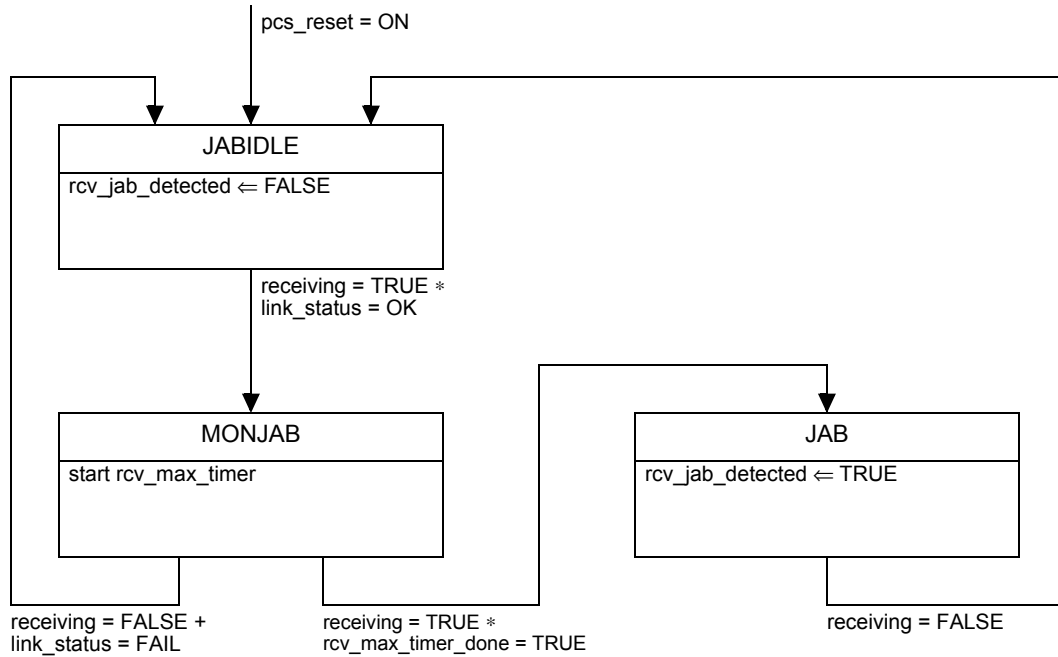 pcs_reset = ON
JABIDLE
rcv_jab_detected ⇐ FALSE
receiving = TRUE *
link_status = OK
MONJAB
start rcv_max_timer
JAB
rcv_jab_detected ⇐ TRUE
receiving = FALSE +
link_status = FAIL
receiving = TRUE *
rcv_max_timer_done = TRUE
receiving = FALSE